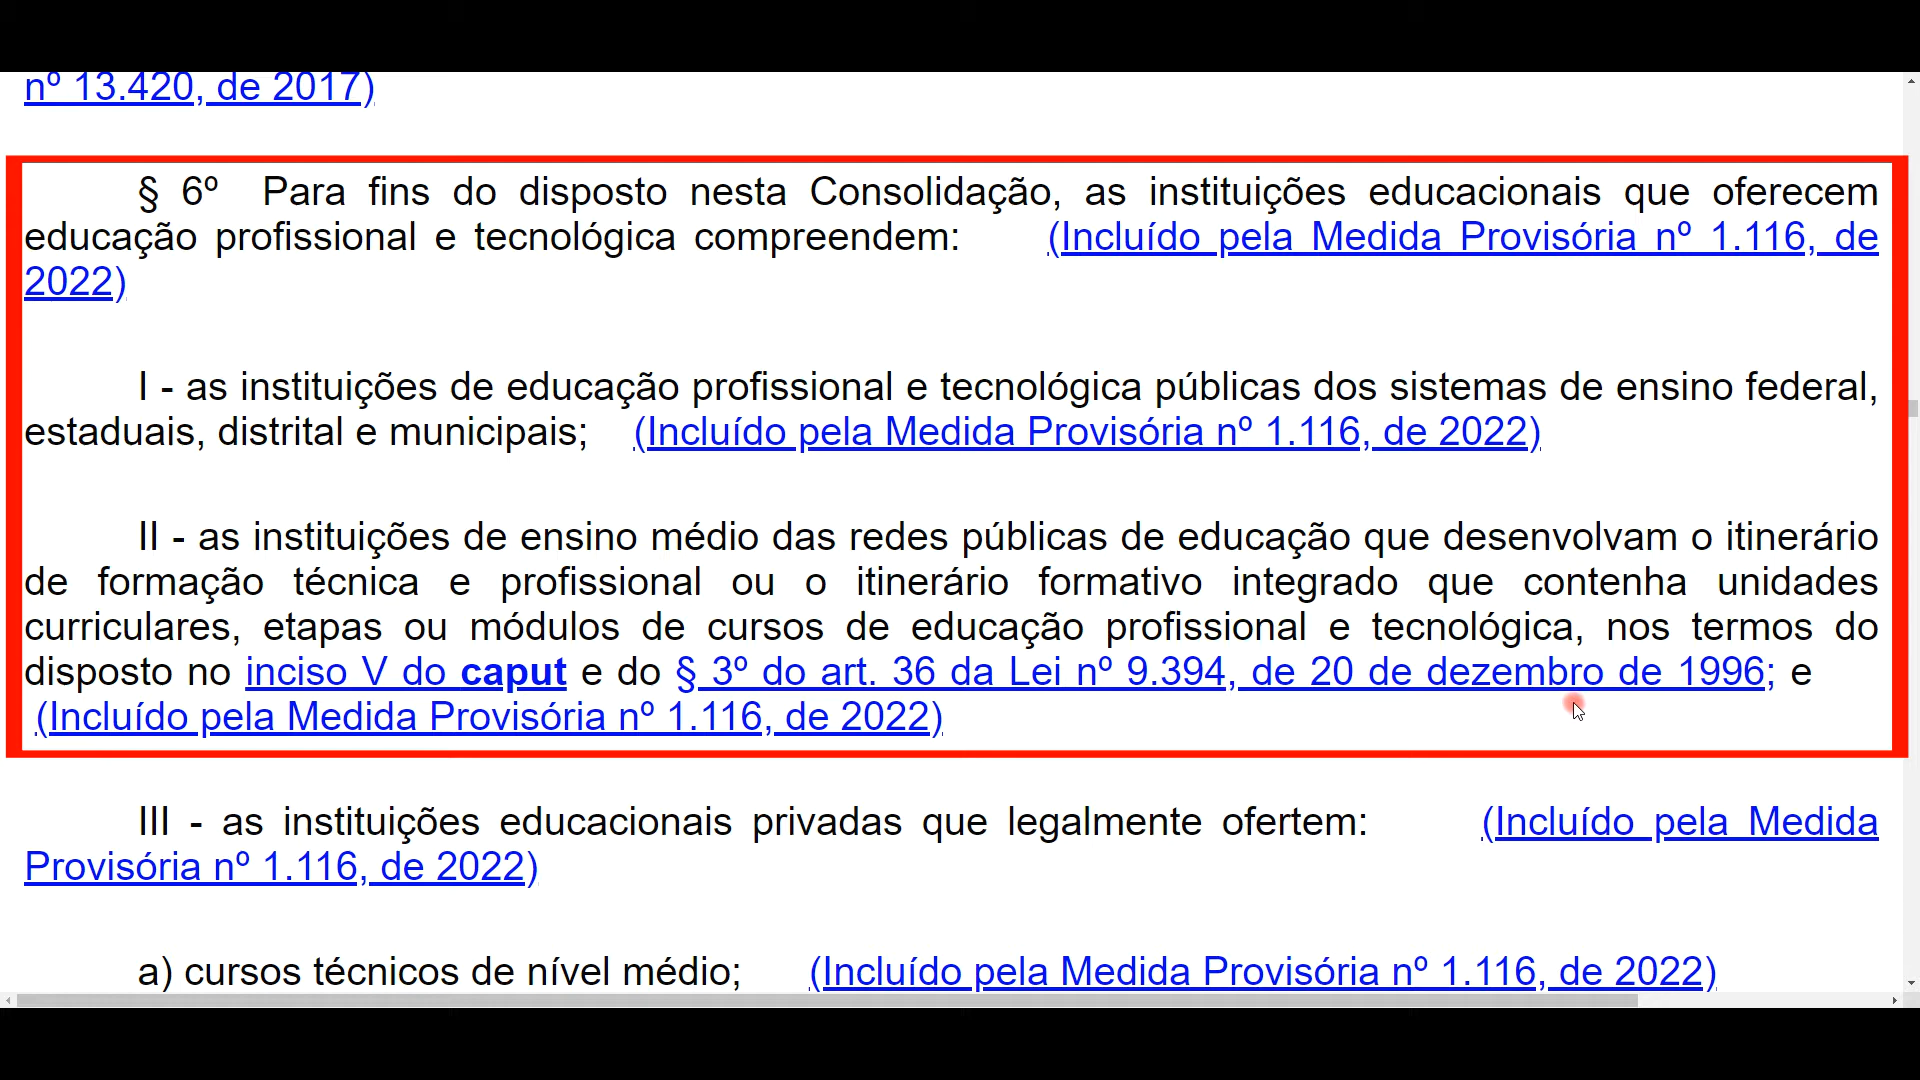 nº 13.420, de 2017)
§ 6º Para fins do disposto nesta Consolidação, as instituições educacionais que oferecem
educação profissional e tecnológica compreendem: (Incluído pela Medida Provisória nº 1.116, de
2022)
I - as instituições de educação profissional e tecnológica públicas dos sistemas de ensino federal,
estaduais, distrital e municipais; (Incluído pela Medida Provisória nº 1.116, de 2022)
II - as instituições de ensino médio das redes públicas de educação que desenvolvam o itinerário
de formação técnica e profissional ou o itinerário formativo integrado que contenha unidades
curriculares, etapas ou módulos de cursos de educação profissional e tecnológica, nos termos do
disposto no inciso V do caput e do § 3º do art. 36 da Lei nº 9.394, de 20 de dezembro de 1996; e
(Incluído pela Medida Provisória nº 1.116, de 2022)
III - as instituições educacionais privadas que legalmente ofertem: (Incluído pela Medida
Provisória nº 1.116, de 2022)
a) cursos técnicos de nível médio; (Incluído pela Medida Provisória nº 1.116, de 2022)